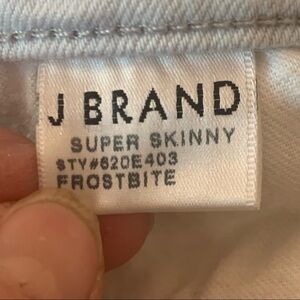 J BRAND
SUPER SKINNY
STY#620E403
FROSTBITE